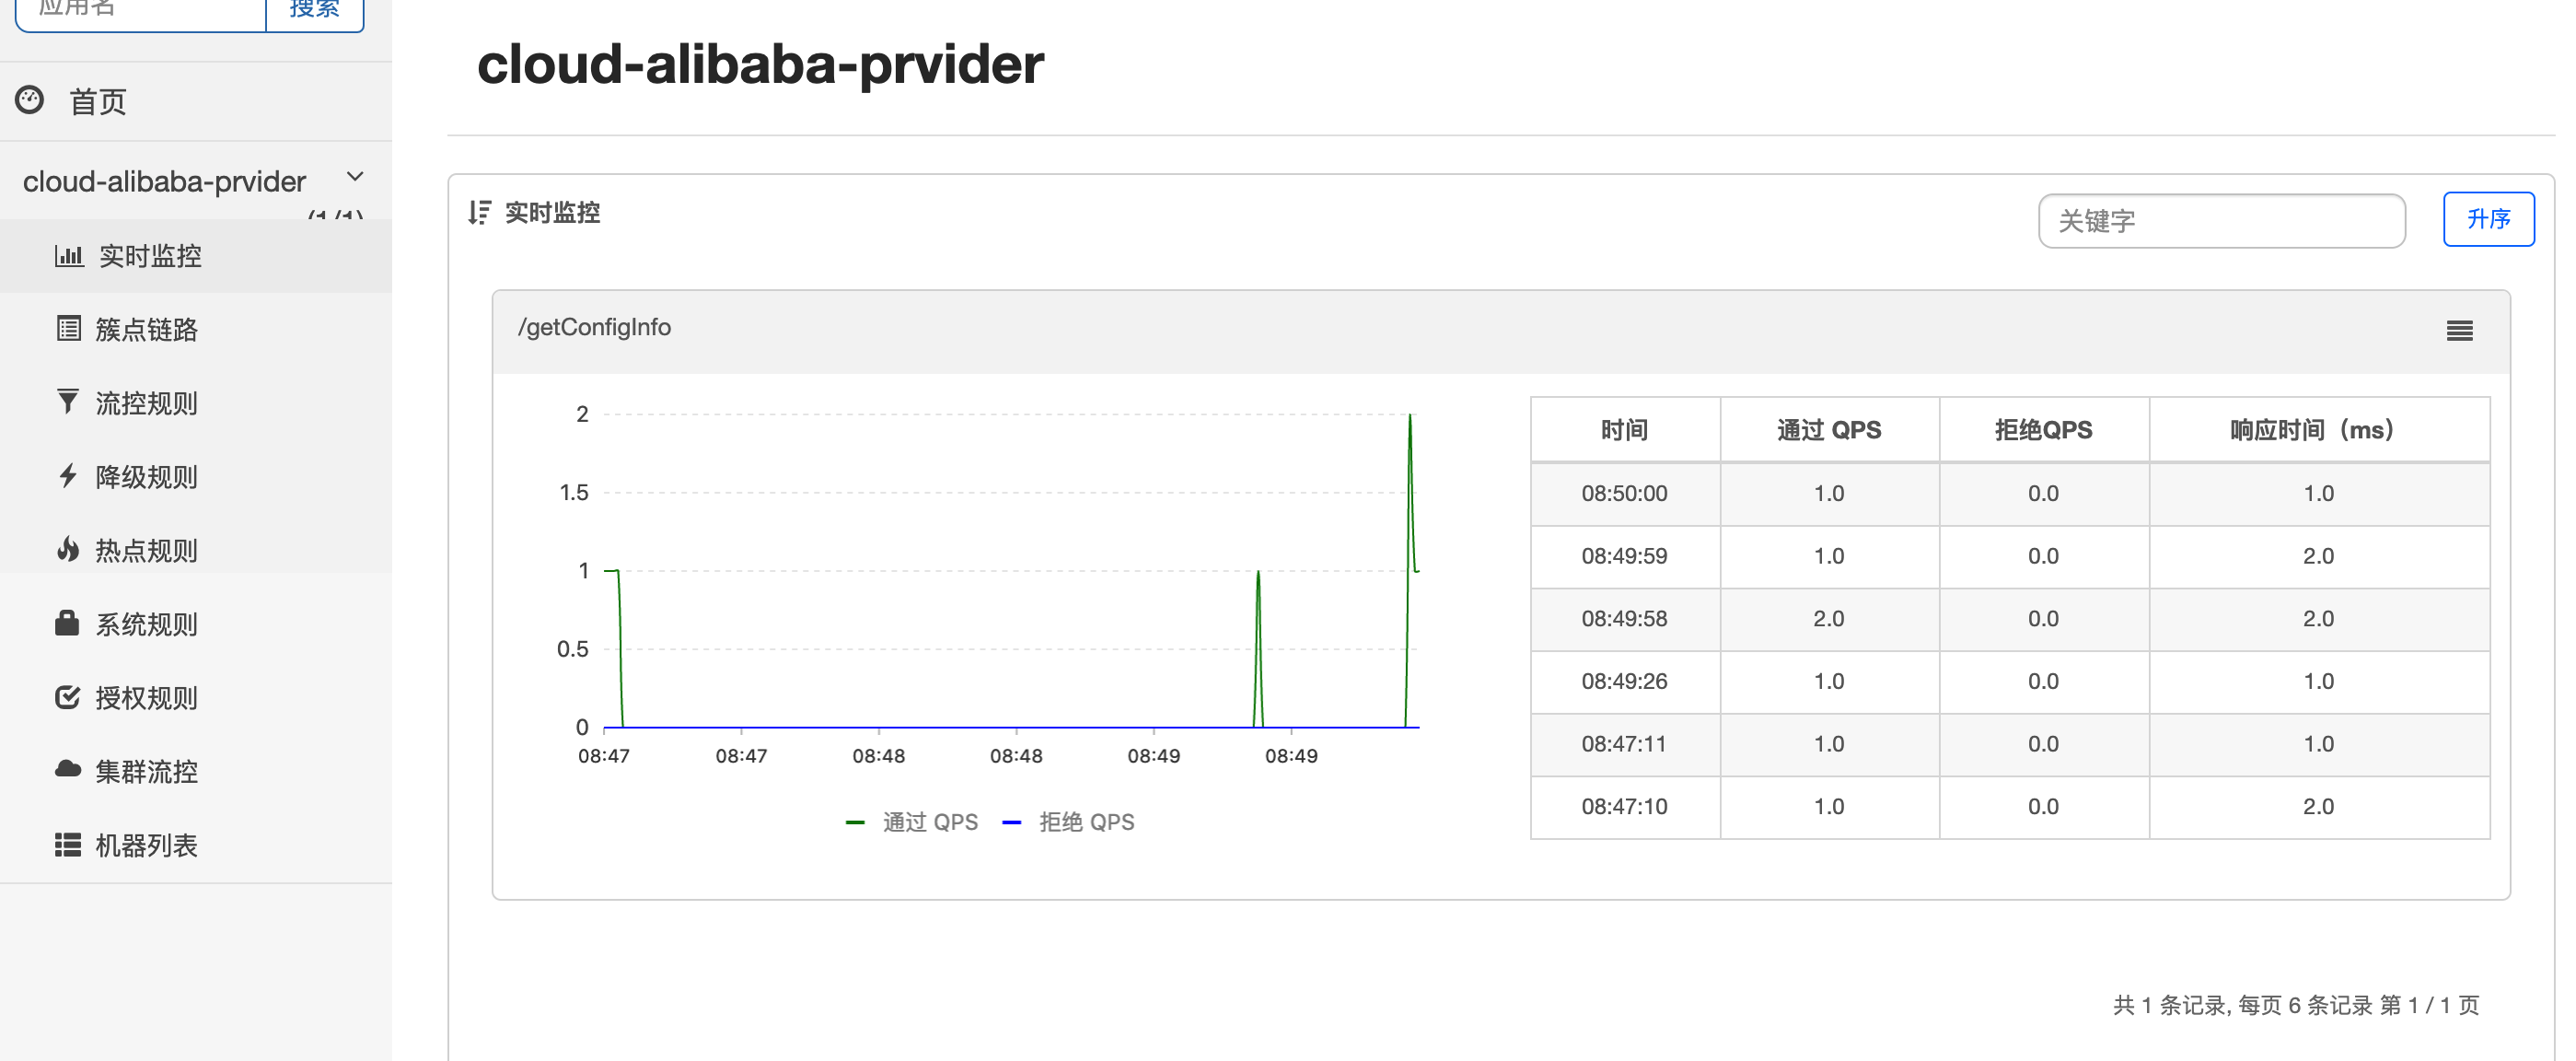 应用名
搜索
首页
cloud-alibaba-prvider
(1/1)
实时监控
簇点链路
流控规则
降级规则
热点规则
系统规则
授权规则
集群流控
机器列表
cloud-alibaba-prvider
实时监控
关键字
升序
/getConfigInfo
2
1.5
1
0.5
0
08:47 08:47 08:48 08:48 08:49 08:49
通过 QPS 拒绝 QPS
时间 通过 QPS 拒绝QPS 响应时间（ms）
08:50:00 1.0 0.0 1.0
08:49:59 1.0 0.0 2.0
08:49:58 2.0 0.0 2.0
08:49:26 1.0 0.0 1.0
08:47:11 1.0 0.0 1.0
08:47:10 1.0 0.0 2.0
共 1 条记录, 每页 6 条记录 第 1 / 1 页